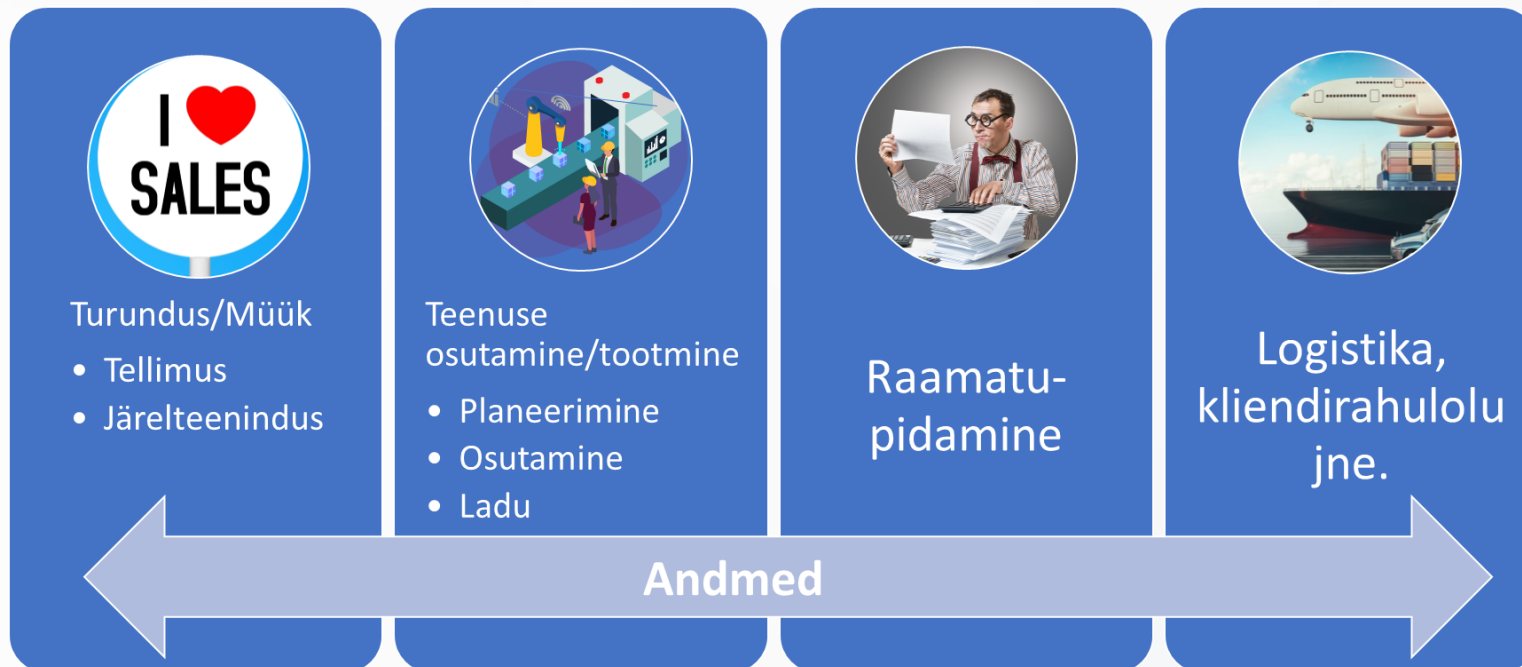 I ❤ SALES
Turundus/Müük
• Tellimus
• Järelteenindus
Teenuse
osutamine/tootmine
• Planeerimine
• Osutamine
• Ladu
Raamatu-
pidamine
Logistika,
kliendirahulolu
jne.
Andmed